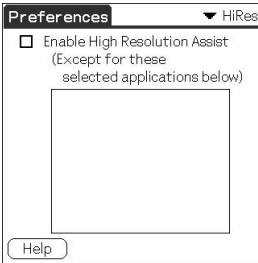 Preferences
HiRes
Enable High Resolution Assist
(Except for these
selected applications below)
Help